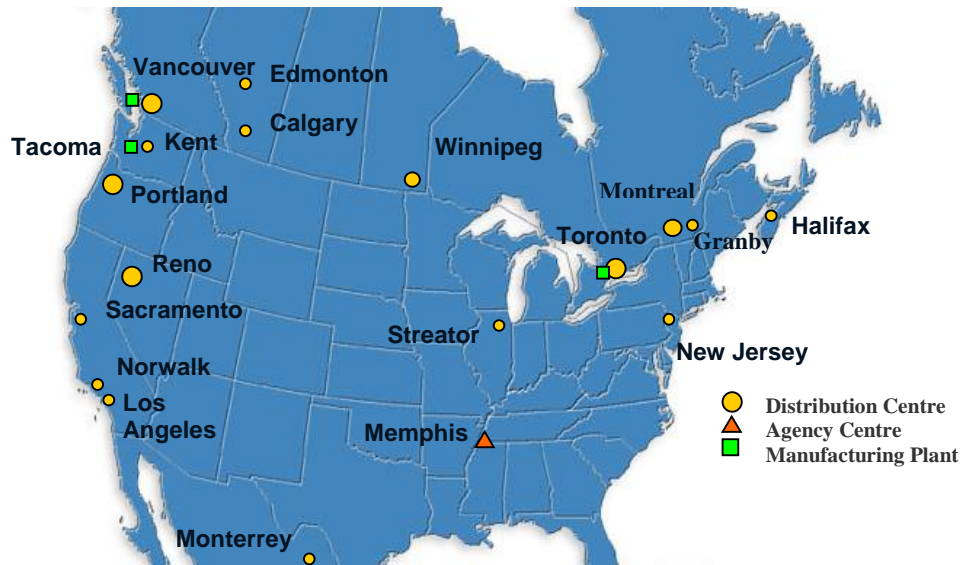 Vancouver
Edmonton
Calgary
Tacoma
Kent
Winnipeg
Portland
Montreal
Toronto
Granby
Halifax
Reno
Sacramento
Streator
New Jersey
Norwalk
Los
Angeles
Memphis
Distribution Centre
Agency Centre
Manufacturing Plant
Monterrey